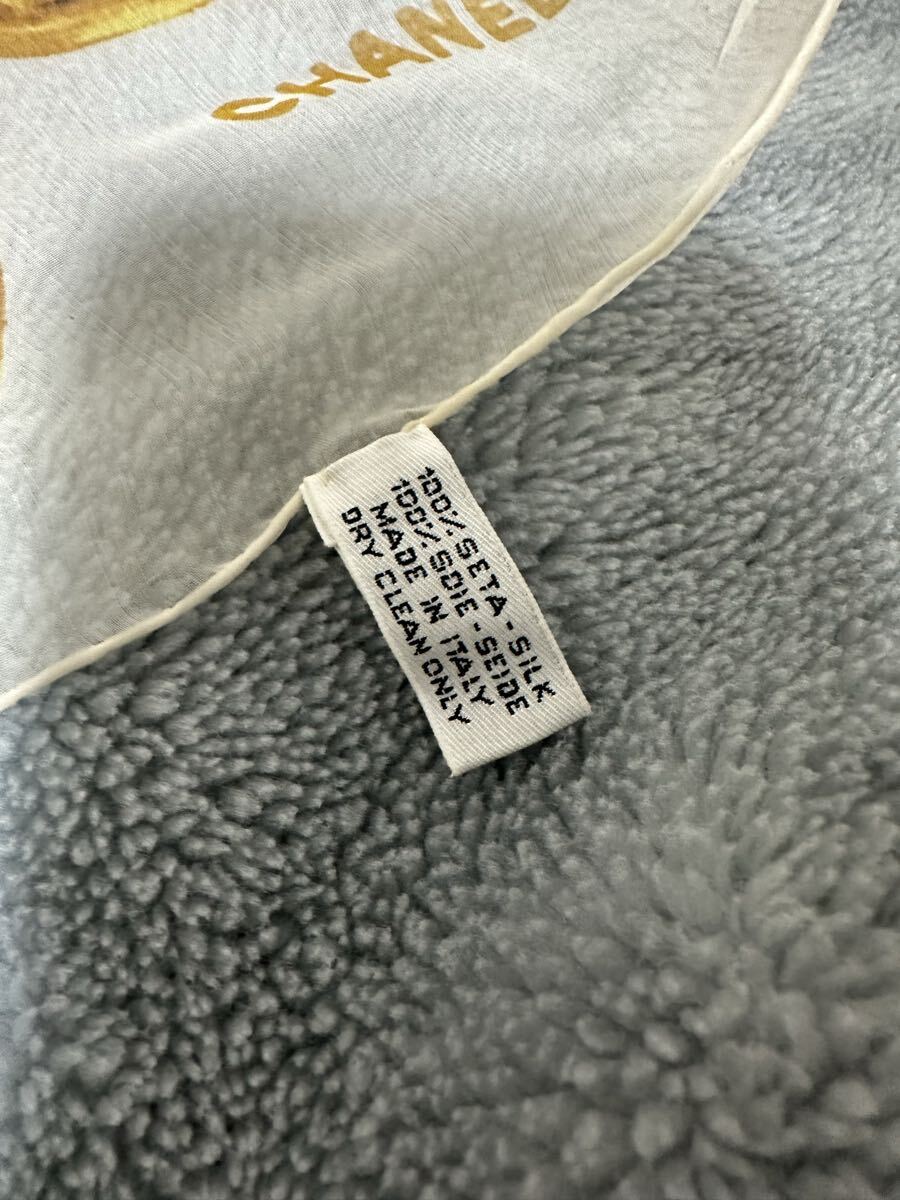 CHANEL
100% SETA-SILK
100% SOIE-SEIDE
MADE IN ITALY
DRY CLEAN ONLY